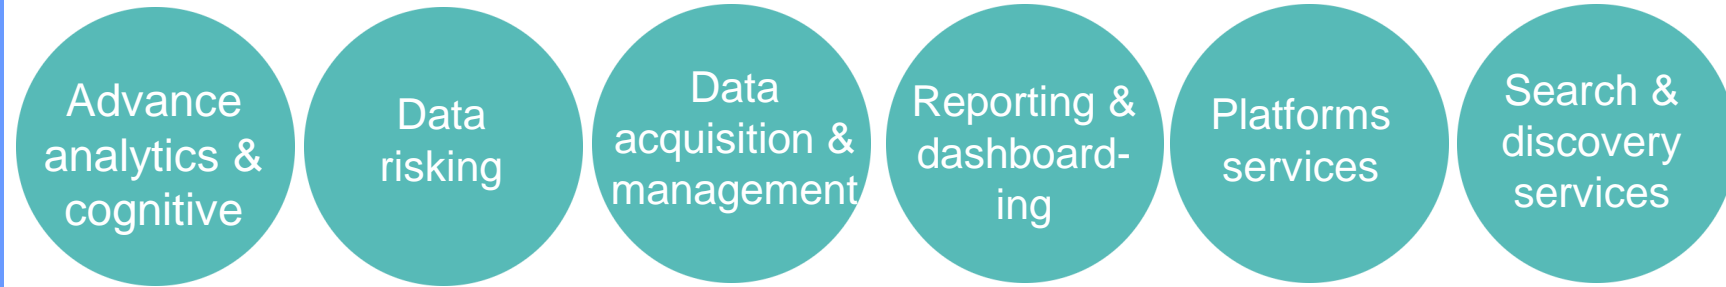 Advance
analytics &
cognitive
Data
risking
Data
acquisition &
management
Reporting &
dashboard-
ing
Platforms
services
Search &
discovery
services